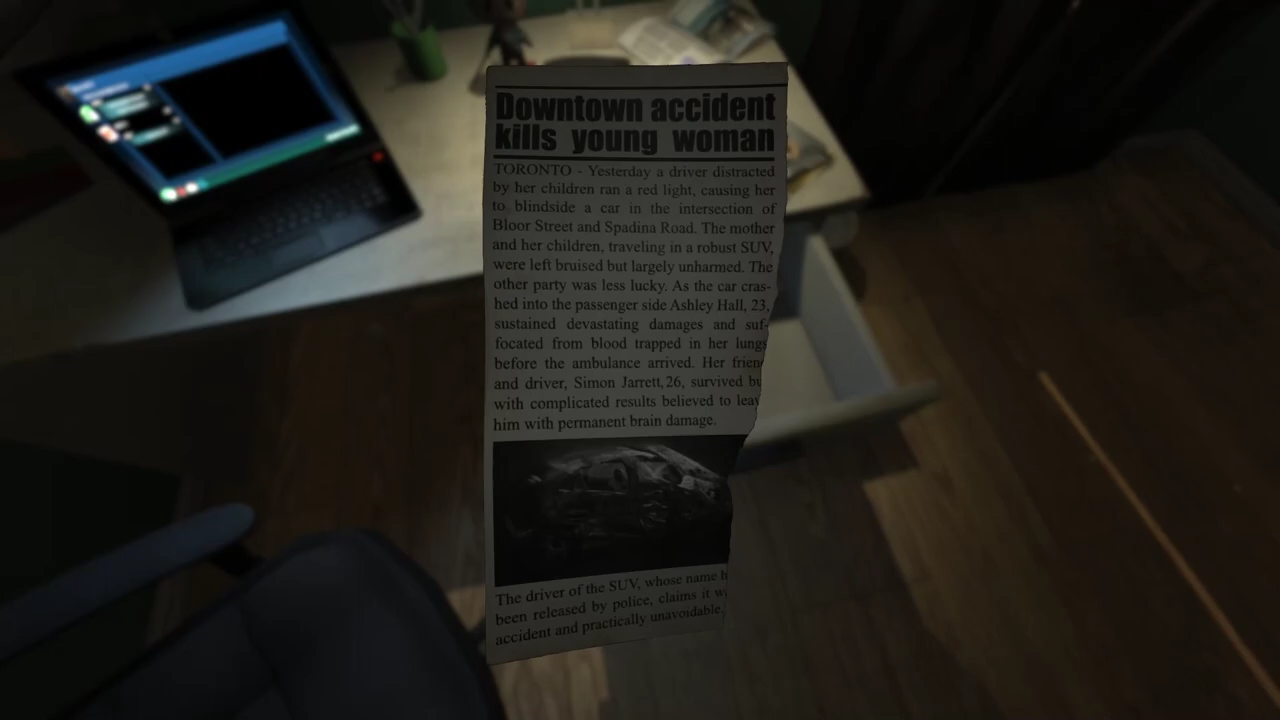 Downtown accident
kills young woman
TORONTO - Yesterday a driver distracted
by her children ran a red light, causing her
to blindside a car in the intersection of
Bloor Street and Spadina Road. The mother
and her children, traveling in a robust SUV,
were left bruised but largely unharmed. The
other party was less lucky. As the car cras-
hed into the passenger side Ashley Hall, 23,
sustained devastating damages and suf-
focated from blood trapped in her lungs
before the ambulance arrived. Her frien
and driver, Simon Jarrett, 26, survived bu
with complicated results believed to leav
him with permanent brain damage.
The driver of the SUV, whose name h
been released by police, claims it w
accident and practically unavoidable.